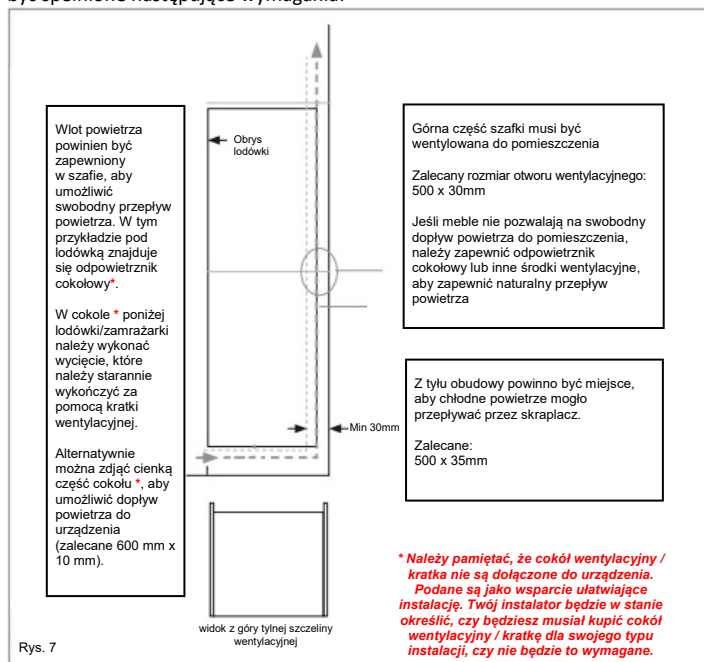 być spełnione następujące wymagania:
Wlot powietrza
powinien być
zapewniony
w szafie, aby
umożliwić
swobodny przepływ
powietrza. W tym
przykładzie pod
lodówką znajduje
się odpowietrznik
cokołowy*.
W cokole * poniżej
lodówki/zamrażarki
należy wykonać
wycięcie, które
należy starannie
wykończyć za
pomocą kratki
wentylacyjnej.
Alternatywnie
można zdjąć cienką
część cokołu *, aby
umożliwić dopływ
powietrza do
urządzenia
(zalecane 600 mm x
10 mm).
Obrys
lodówki
Min 30mm
Górna część szafki musi być
wentylowana do pomieszczenia
Zalecany rozmiar otworu wentylacyjnego:
500 x 30mm
Jeśli meble nie pozwalają na swobodny
dopływ powietrza do pomieszczenia,
należy zapewnić odpowietrznik
cokołowy lub inne środki wentylacyjne,
aby zapewnić naturalny przepływ
powietrza
Z tyłu obudowy powinno być miejsce,
aby chłodne powietrze mogło
przepływać przez skraplacz.
Zalecane:
500 x 35mm
widok z góry tylnej szczeliny
wentylacyjnej
* Należy pamiętać, że cokół wentylacyjny /
kratka nie są dołączone do urządzenia.
Podane są jako wsparcie ułatwiające
instalację. Twój instalator będzie w stanie
określić, czy będziesz musiał kupić cokół
wentylacyjny / kratkę dla swojego typu
instalacji, czy nie będzie to wymagane.
Rys. 7